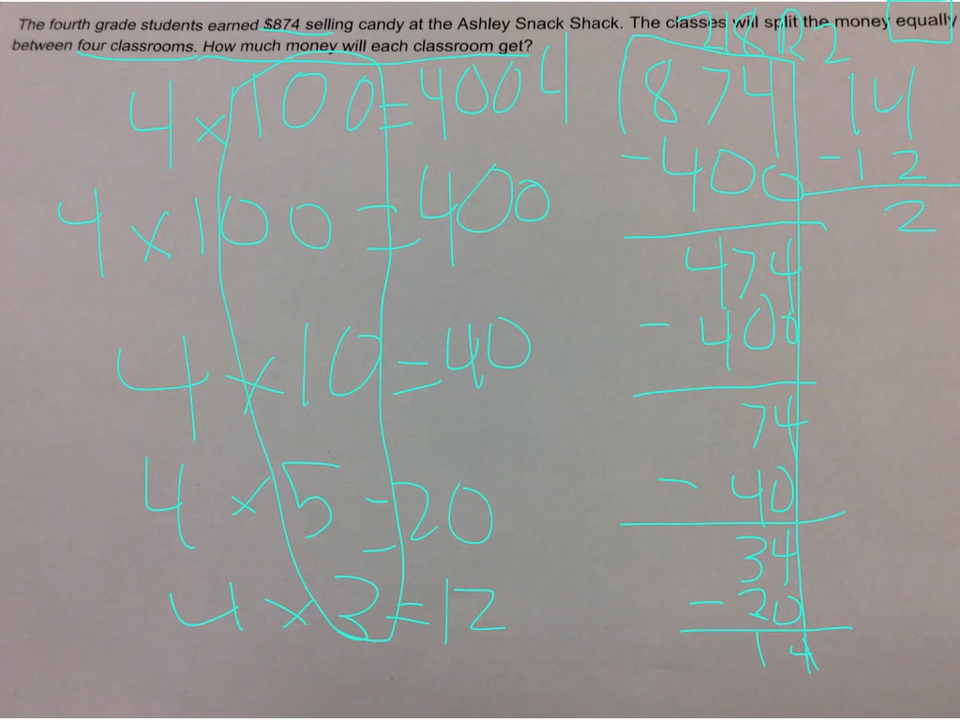 The fourth grade students earned $874 selling candy at the Ashley Snack Shack. The classes will split the money equally
between four classrooms. How much money will each classroom get?
218 R 2
4 x 100 = 400
4 874
14
- 400
- 12
4 x 100 = 400
2
474
- 400
4 x 10 = 40
74
4 x 5 = 20
- 40
34
4 x 3 = 12
- 20
14